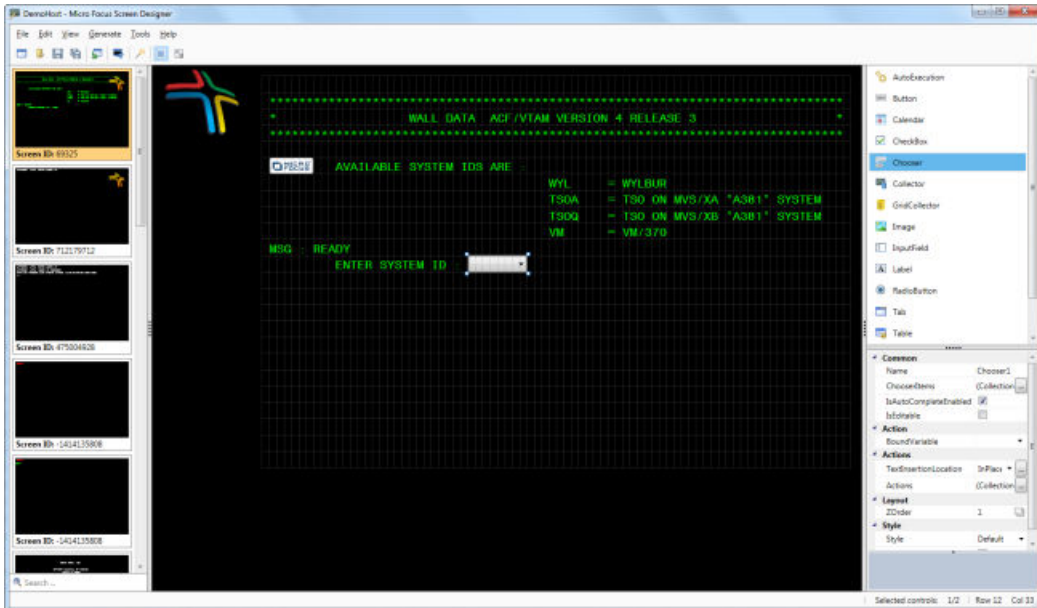 DemoHost - Micro Focus Screen Designer
File Edit View Generate Tools Help
Screen ID: 69325
Screen ID: 712179712
Screen ID: 475004928
Screen ID: -1414135808
Screen ID: -1414135808
Search ...
WALL DATA ACF/VTAM VERSION 4 RELEASE 3
AVAILABLE SYSTEM IDS ARE :
WYL = WYLBUR
TSOA = TSO ON MVS/XA "A381" SYSTEM
TSOQ = TSO ON MVS/XB "A381" SYSTEM
VM = VM/370
MSG : READY
ENTER SYSTEM ID :
AutoExecution
Button
Calendar
CheckBox
Chooser
Collector
GridCollector
Image
InputField
Label
RadioButton
Tab
Table
Common
Name Chooser1
ChooserItems (Collection ...
IsAutoCompleteEnabled
IsEditable
Action
BoundVariable
Actions
TextInsertionLocation InPlace
Actions (Collection ...
Layout
ZOrder 1
Style
Style Default
Selected controls: 1/2 Row 12 Col 33